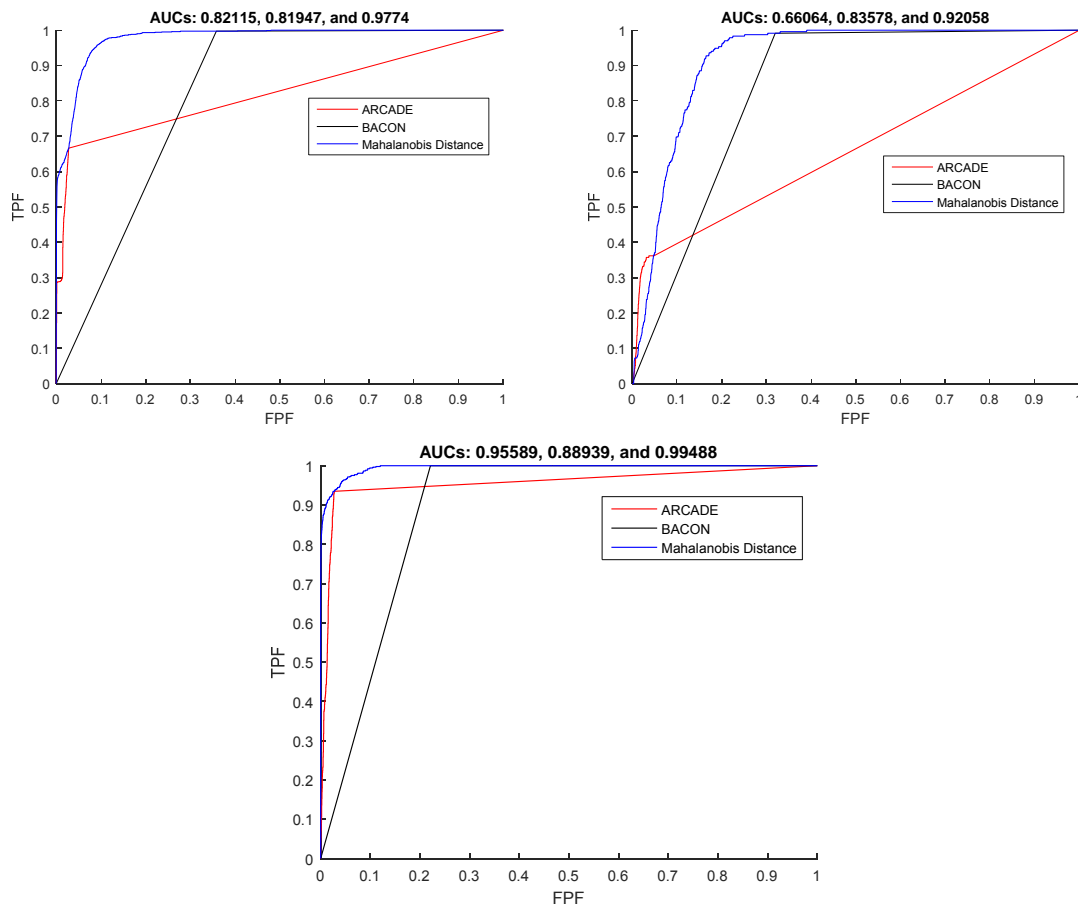 AUCs: 0.82115, 0.81947, and 0.9774
1
0.9
0.8
0.7
0.6
0.5
0.4
0.3
0.2
0.1
0
TPF
ARCADE
BACON
Mahalanobis Distance
0 0.1 0.2 0.3 0.4 0.5 0.6 0.7 0.8 0.9 1
FPF
AUCs: 0.66064, 0.83578, and 0.92058
1
0.9
0.8
0.7
0.6
0.5
0.4
0.3
0.2
0.1
0
TPF
ARCADE
BACON
Mahalanobis Distance
0 0.1 0.2 0.3 0.4 0.5 0.6 0.7 0.8 0.9 1
FPF
AUCs: 0.95589, 0.88939, and 0.99488
1
0.9
0.8
0.7
0.6
0.5
0.4
0.3
0.2
0.1
0
TPF
ARCADE
BACON
Mahalanobis Distance
0 0.1 0.2 0.3 0.4 0.5 0.6 0.7 0.8 0.9 1
FPF